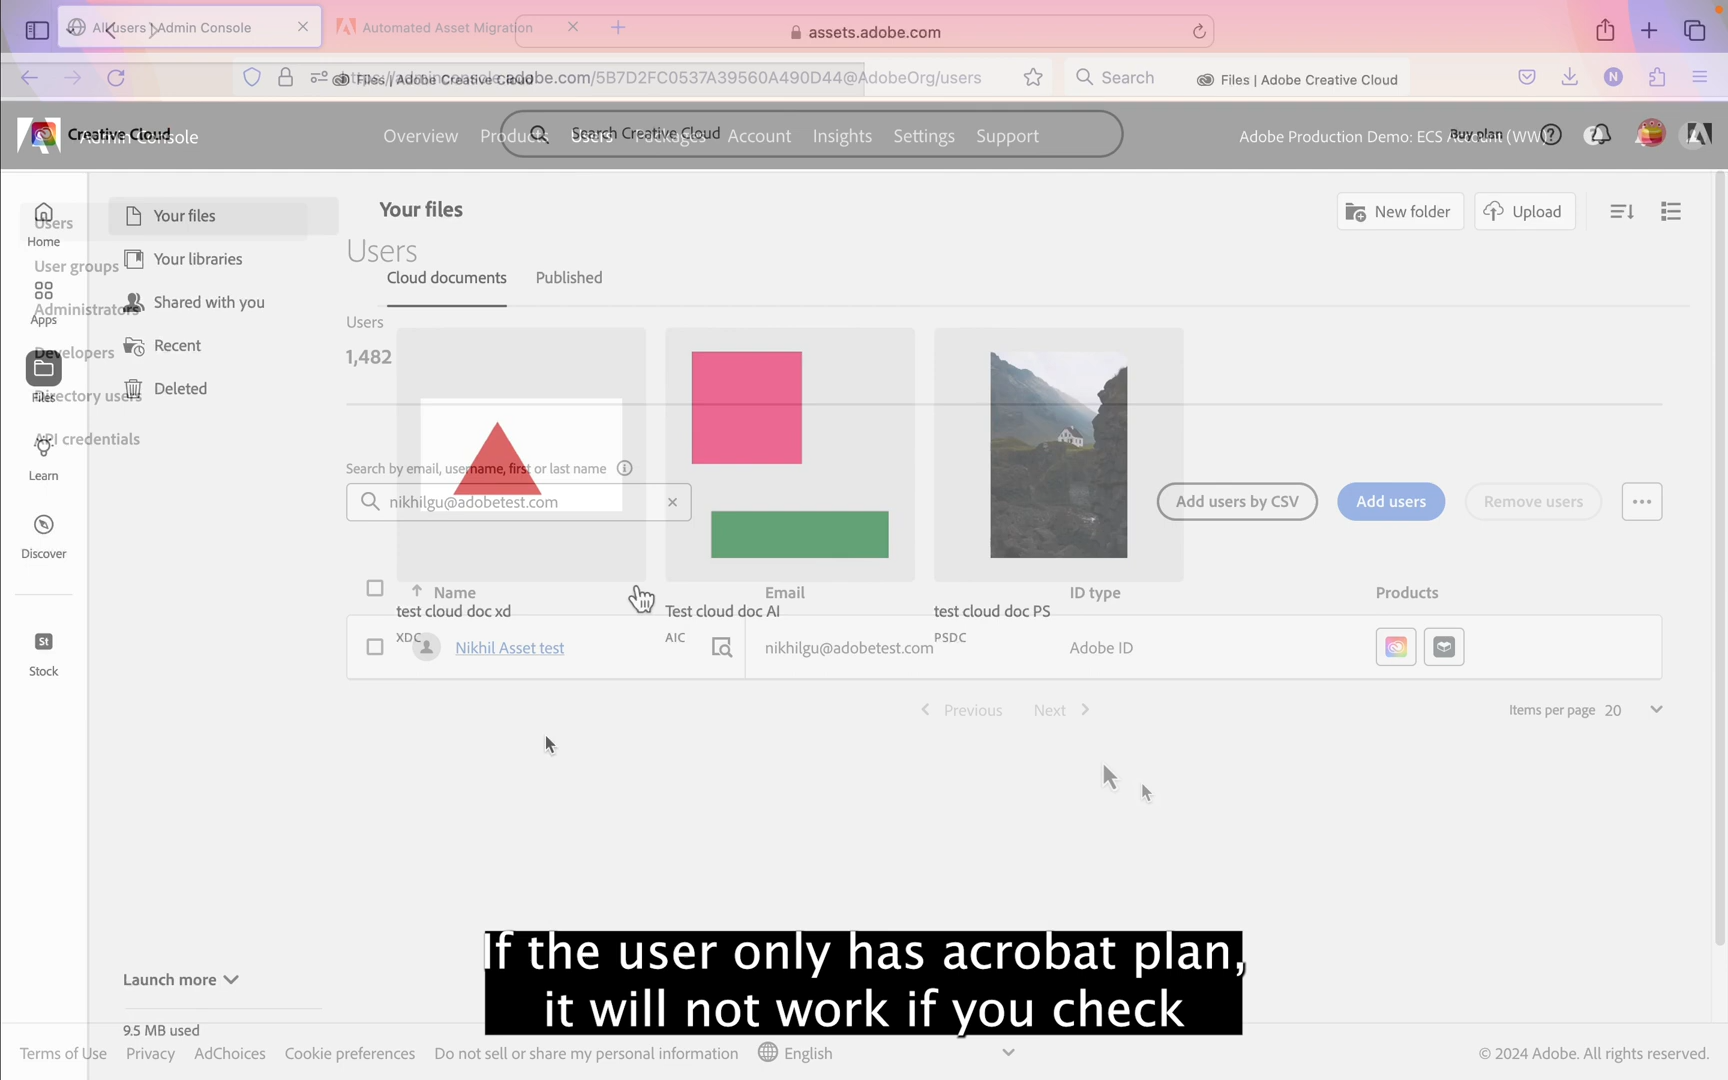 All users | Admin Console
Automated Asset Migration
assets.adobe.com
adobe.com/5B7D2FC0537A39560A490D44@AdobeOrg/users
Search
Files | Adobe Creative Cloud
Files | Adobe Creative Cloud
Creative Cloud
Admin Console
Overview
Products
Users
Packages
Account
Insights
Settings
Support
Search Creative Cloud
Adobe Production Demo: ECS Account (WW)
Buy plan
Home
Apps
Files
Learn
Discover
St
Stock
Users
User groups
Administrators
Developers
Directory users
API credentials
Your files
Your libraries
Shared with you
Recent
Deleted
Your files
New folder
Upload
Users
Cloud documents
Published
Users
1,482
Search by email, username, first or last name
nikhilgu@adobetest.com
Add users by CSV
Add users
Remove users
Name
Email
ID type
Products
test cloud doc xd
XDC
Test cloud doc AI
AIC
test cloud doc PS
PSDC
Nikhil Asset test
nikhilgu@adobetest.com
Adobe ID
Previous
Next
Items per page 20
If the user only has acrobat plan,
it will not work if you check
Launch more
9.5 MB used
Terms of Use
Privacy
AdChoices
Cookie preferences
Do not sell or share my personal information
English
© 2024 Adobe. All rights reserved.